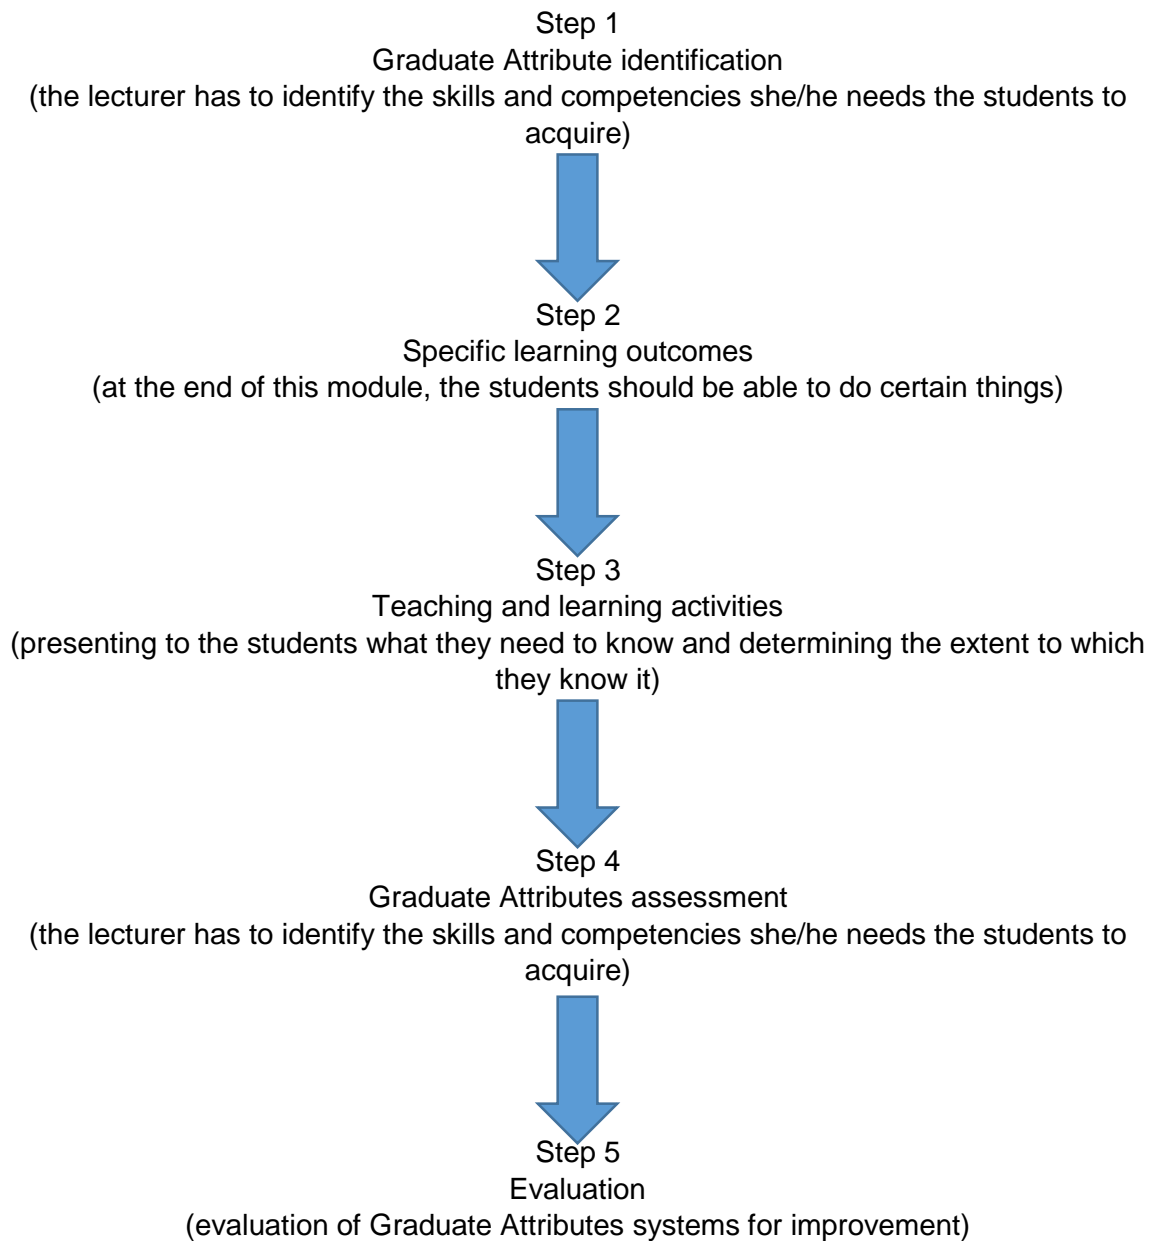 Step 1
Graduate Attribute identification
(the lecturer has to identify the skills and competencies she/he needs the students to
acquire)
Step 2
Specific learning outcomes
(at the end of this module, the students should be able to do certain things)
Step 3
Teaching and learning activities
(presenting to the students what they need to know and determining the extent to which
they know it)
Step 4
Graduate Attributes assessment
(the lecturer has to identify the skills and competencies she/he needs the students to
acquire)
Step 5
Evaluation
(evaluation of Graduate Attributes systems for improvement)